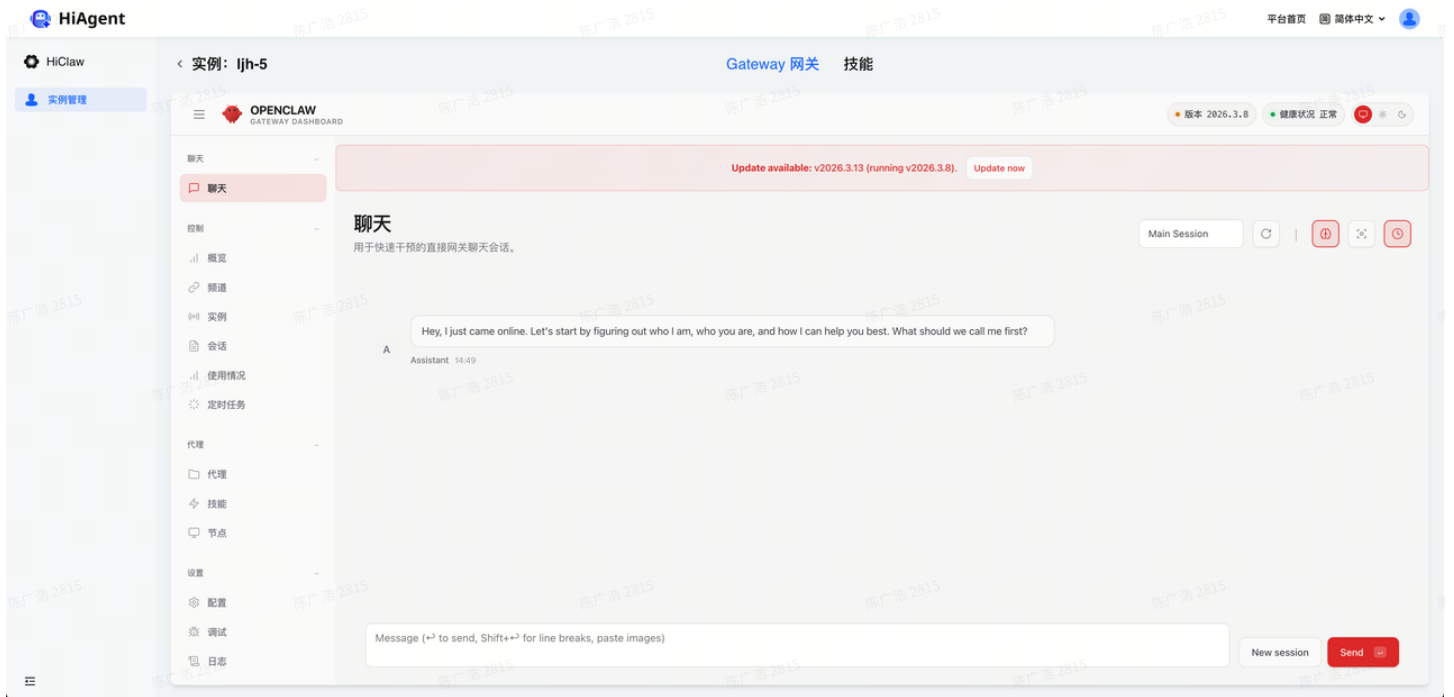 HiAgent
平台首页 简体中文
HiClaw
实例管理
实例：ljh-5
Gateway 网关 技能
OPENCLAW
GATEWAY DASHBOARD
版本 2026.3.8 健康状况 正常
聊天
聊天
控制
概览
频道
实例
会话
使用情况
定时任务
代理
代理
技能
节点
设置
配置
调试
日志
Update available: v2026.3.13 (running v2026.3.8). Update now
聊天
用于快速干预的直接网关聊天会话。
Main Session
A
Hey, I just came online. Let's start by figuring out who I am, who you are, and how I can help you best. What should we call me first?
Assistant 14:49
Message (↩ to send, Shift+↩ for line breaks, paste images)
New session Send
陈广浩 2815